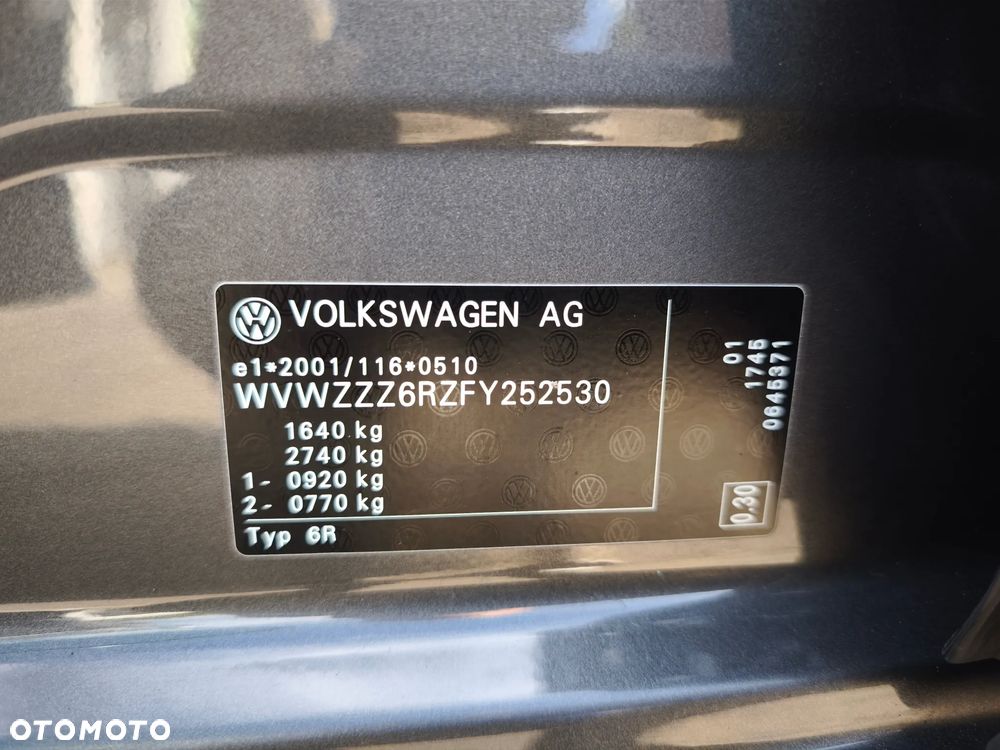 VOLKSWAGEN AG
e1*2001/116*0510
WVWZZZ6RZFY252530
1640 kg
2740 kg
1- 0920 kg
2- 0770 kg
Typ 6R
01
1745
0645371
0.30
OTOMOTO